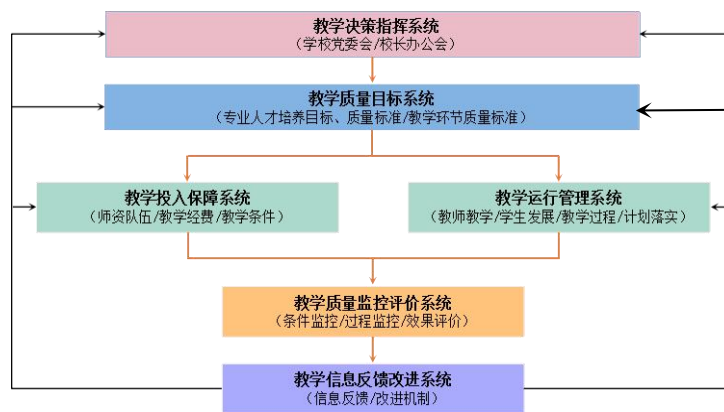 教学决策指挥系统
（学校党委会/校长办公会）
教学质量目标系统
（专业人才培养目标、质量标准/教学环节质量标准）
教学投入保障系统
（师资队伍/教学经费/教学条件）
教学运行管理系统
（教师教学/学生发展/教学过程/计划落实）
教学质量监控评价系统
（条件监控/过程监控/效果评价）
教学信息反馈改进系统
（信息反馈/改进机制）